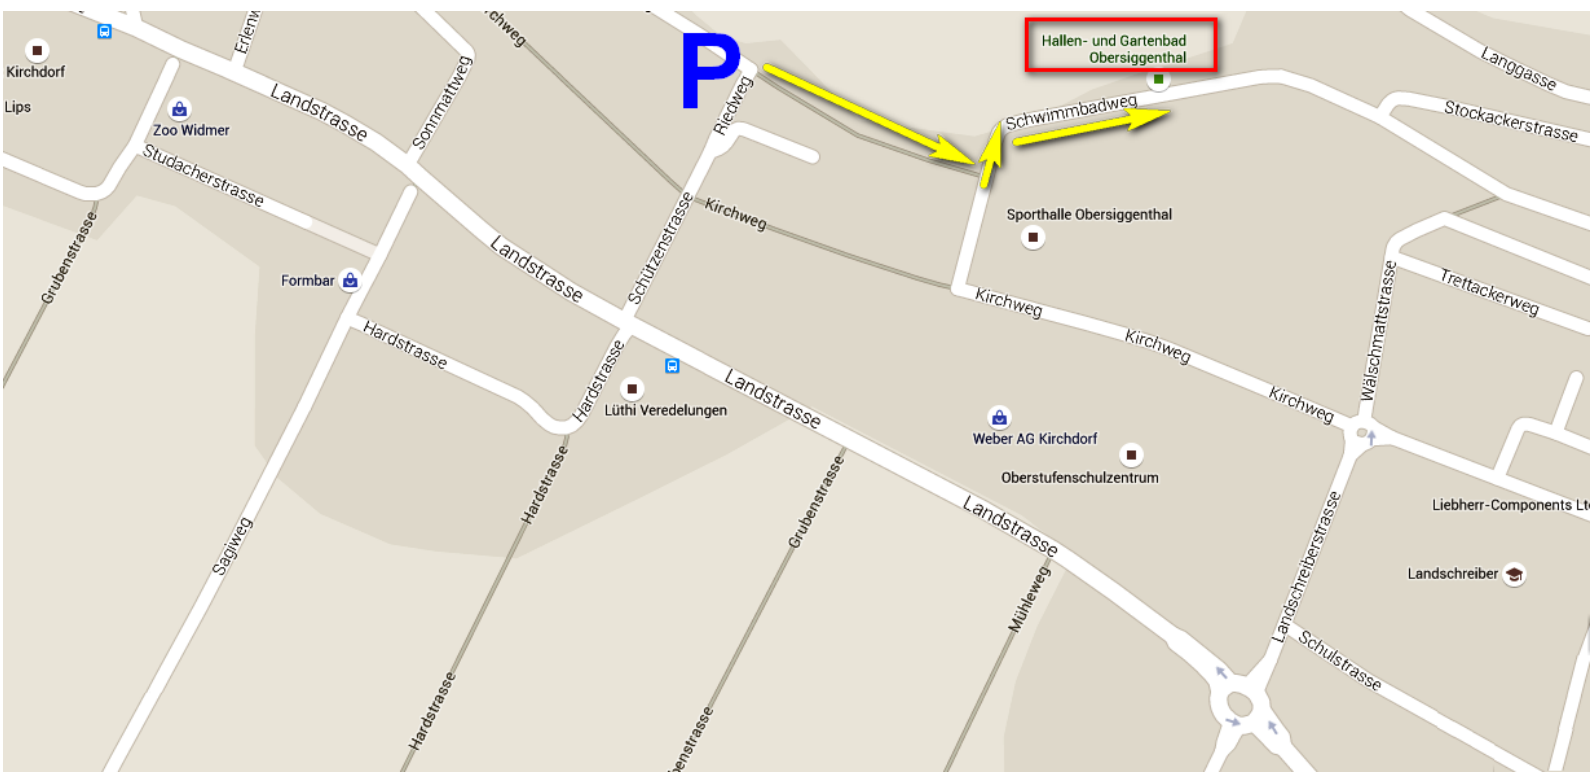 Kirchdorf
Lips
Zoo Widmer
Studacherstrasse
Grubenstrasse
Landstrasse
Sonnmattweg
Formbar
Hardstrasse
Sagiweg
P
Riedweg
Schützenstrasse
Kirchweg
Landstrasse
Hardstrasse
Lüthi Veredelungen
Hardstrasse
Hardstrasse
Landstrasse
Grubenstrasse
Hallen- und Gartenbad
Obersiggenthal
Schwimmbadweg
Sporthalle Obersiggenthal
Kirchweg
Kirchweg
Kirchweg
Weber AG Kirchdorf
Oberstufenschulzentrum
Landstrasse
Mühleweg
Langgasse
Stockackerstrasse
Trettackerweg
Wälschmattstrasse
Liebherr-Components
Landschreiber
Landschreiberstrasse
Schulstrasse